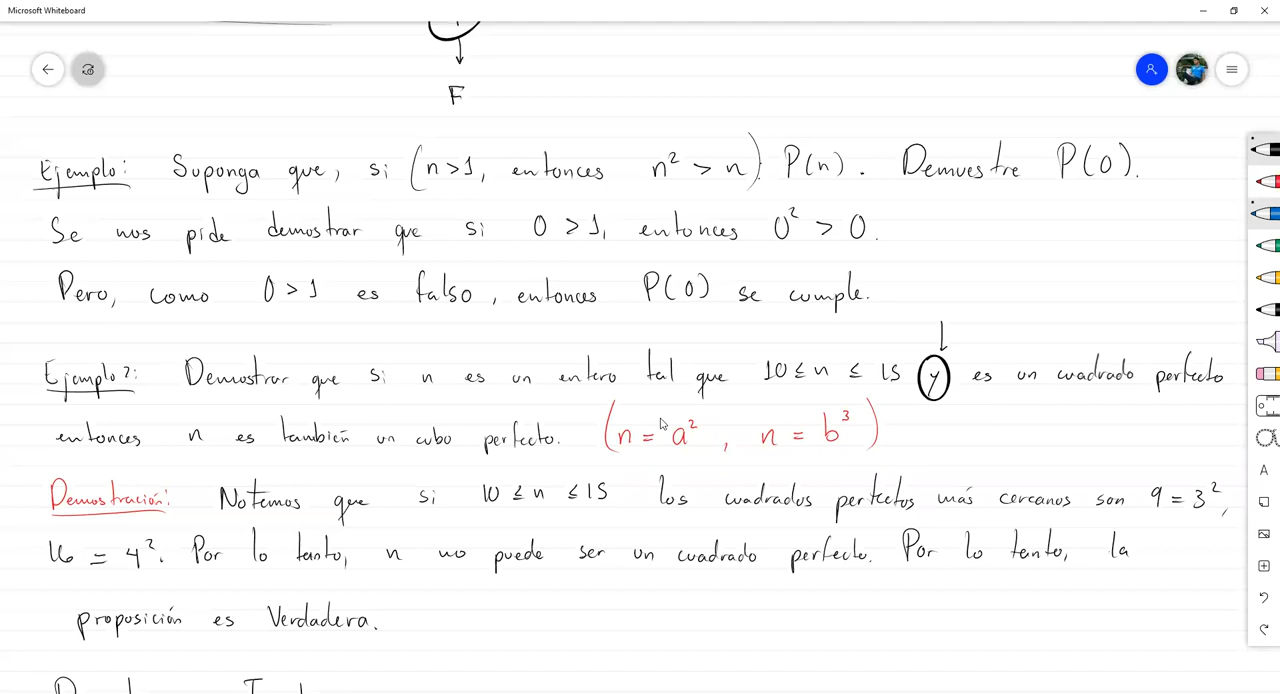 Microsoft Whiteboard
F
Ejemplo: Suponga que, si (n>1, entonces n² > n) P(n). Demuestre P(0).
Se nos pide demostrar que si 0 > 1, entonces 0² > 0.
Pero, como 0 > 1 es falso, entonces P(0) se cumple.
Ejemplo 2: Demostrar que si n es un entero tal que 10 ≤ n ≤ 15 y es un cuadrado perfecto
entonces n es también un cubo perfecto. (n = a², n = b³)
Demostración: Notemos que si 10 ≤ n ≤ 15 los cuadrados perfectos más cercanos son 9 = 3²,
16 = 4². Por lo tanto, n no puede ser un cuadrado perfecto. Por lo tanto, la
proposición es Verdadera.